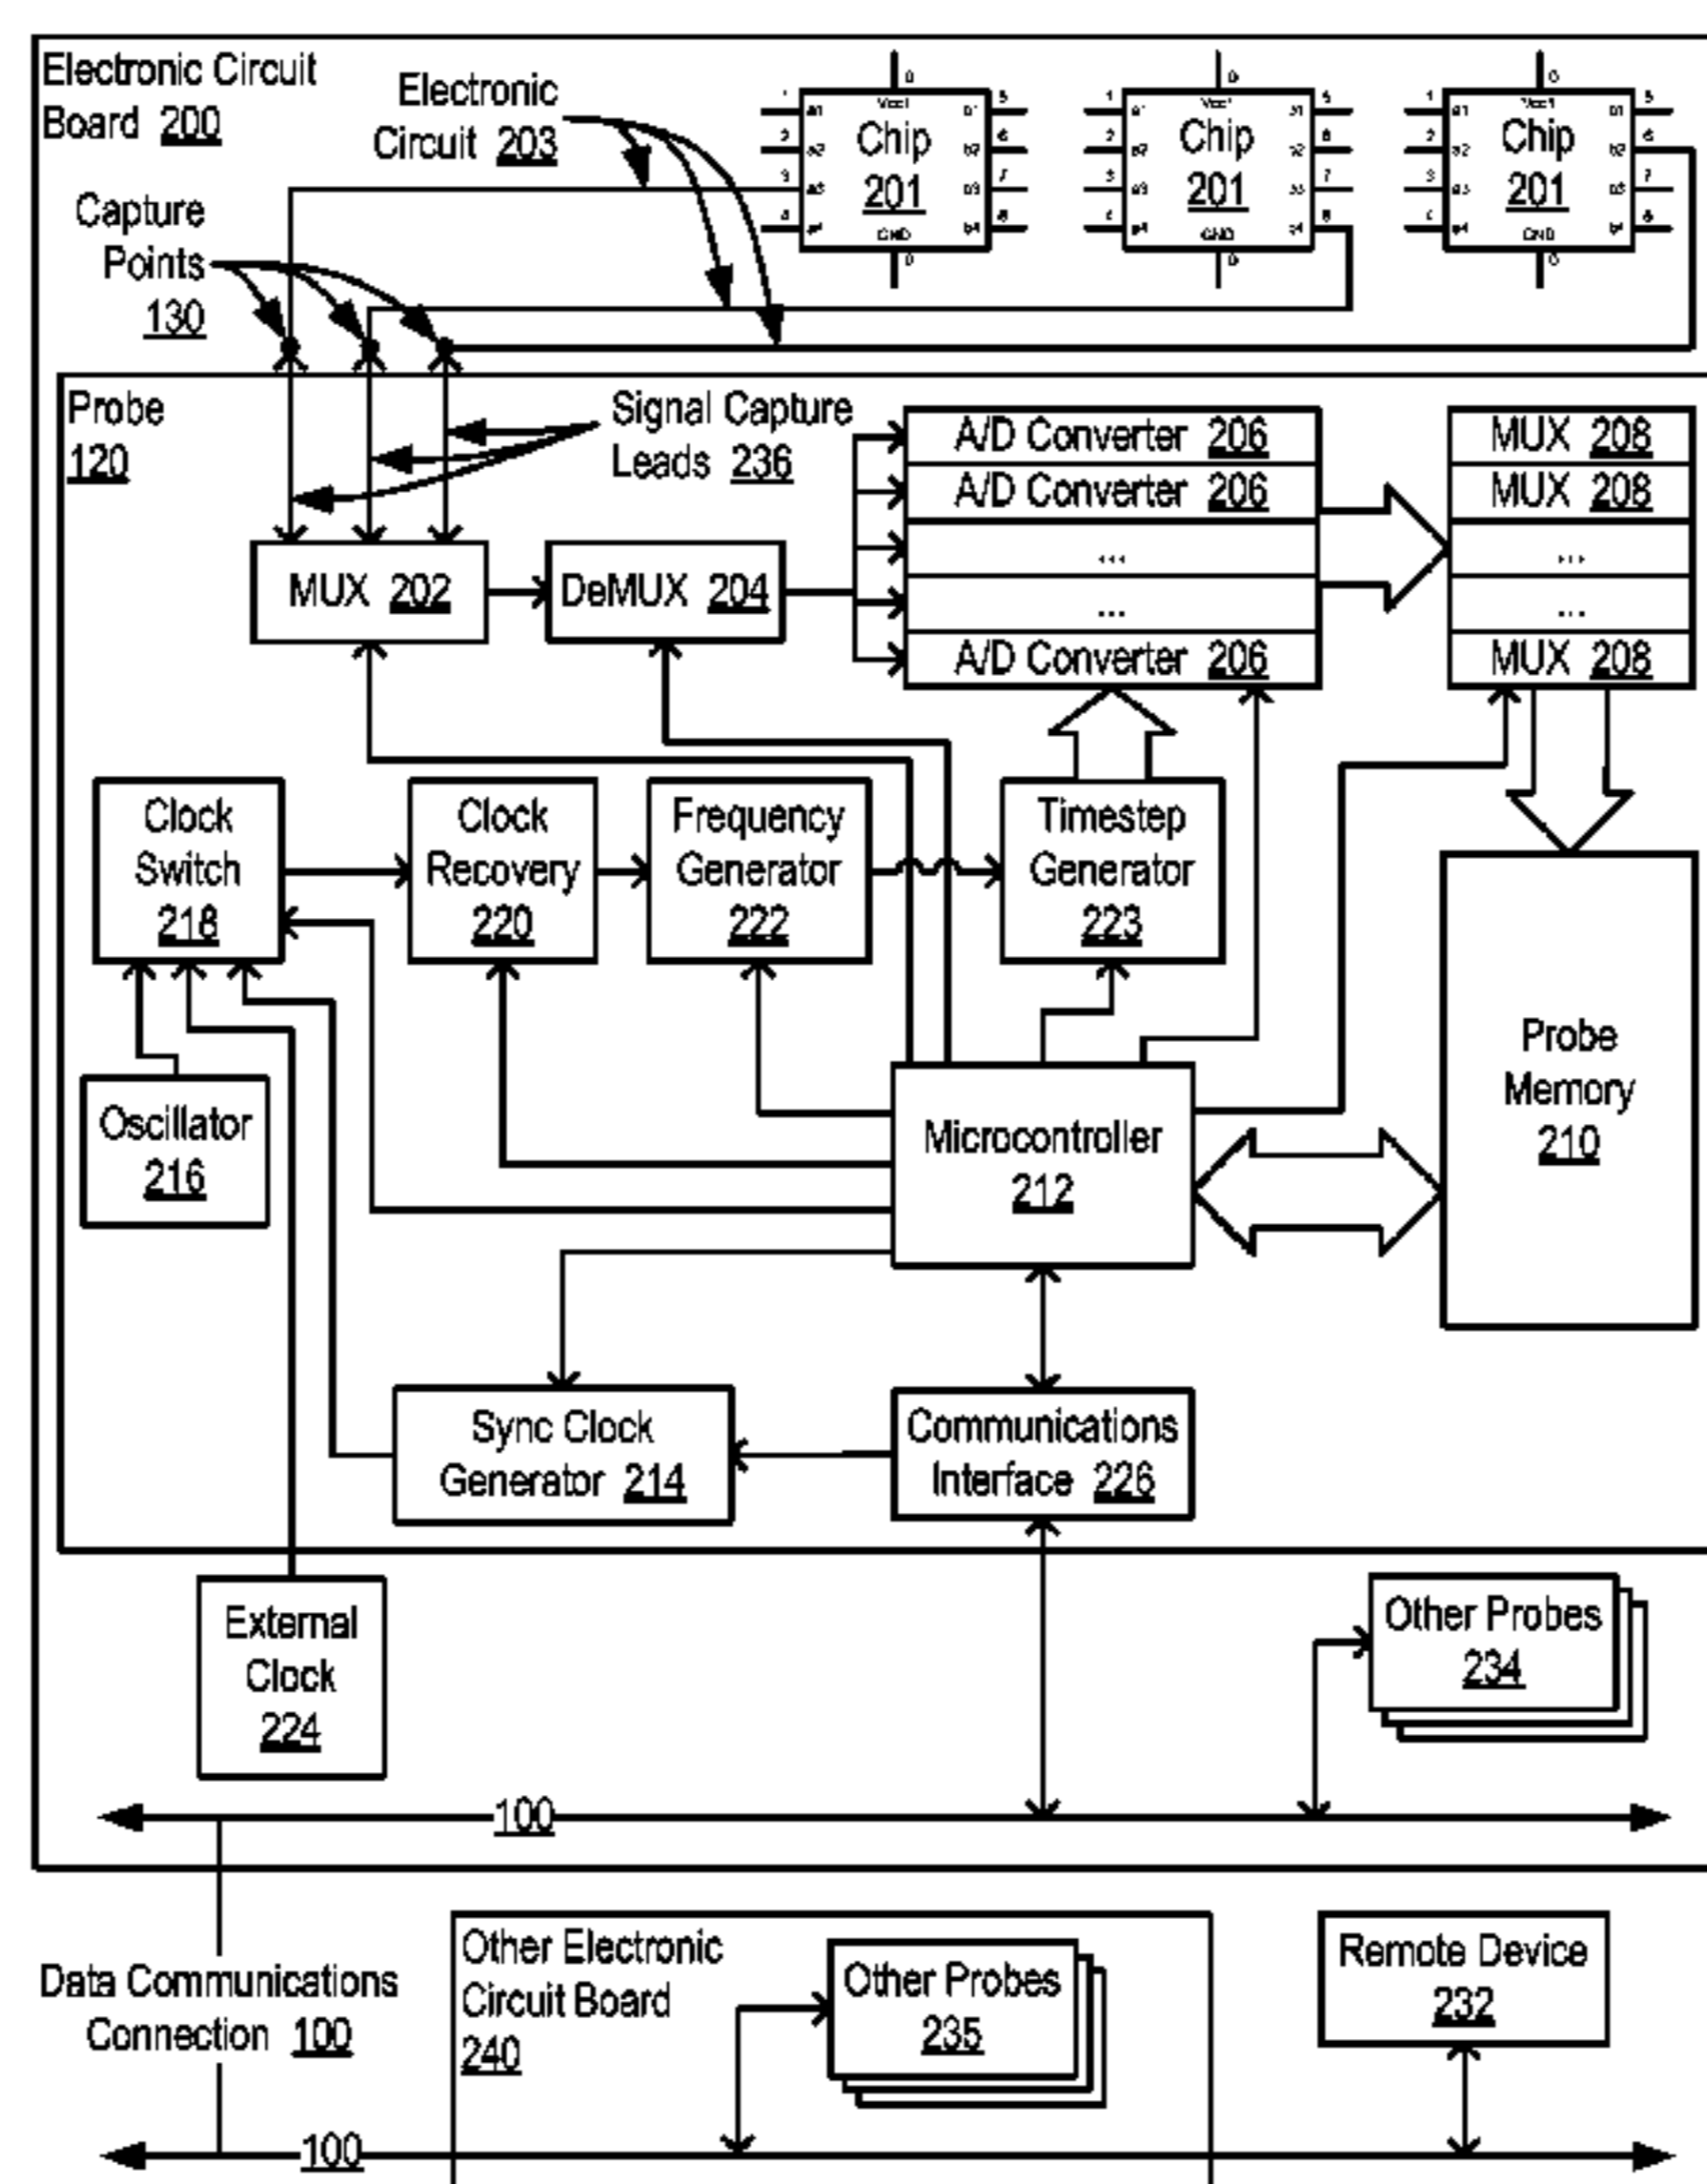 Electronic Circuit
Board 200
Electronic
Circuit 203
Capture
Points
130
Chip
201
GND
Chip
201
GND
Chip
201
GND
Probe
120
Signal Capture
Leads 236
A/D Converter 206
A/D Converter 206
...
...
A/D Converter 206
MUX 208
MUX 208
...
...
MUX 208
MUX 202
DeMUX 204
Clock
Switch
218
Clock
Recovery
220
Frequency
Generator
222
Timestep
Generator
223
Probe
Memory
210
Oscillator
216
Microcontroller
212
Sync Clock
Generator 214
Communications
Interface 226
External
Clock
224
Other Probes
234
100
Data Communications
Connection 100
Other Electronic
Circuit Board
240
Other Probes
235
Remote Device
232
100